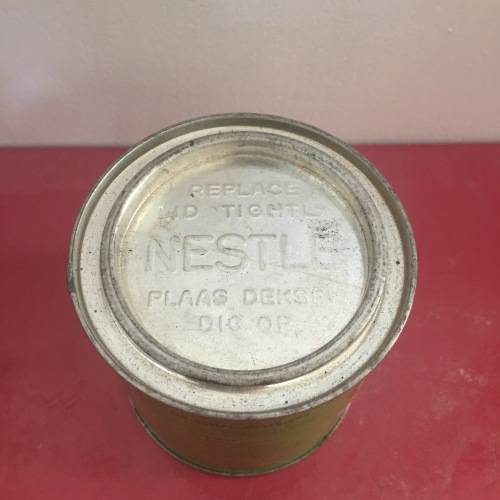 REPLACE
LID TIGHTLY
NESTLE
PLAAS DEKSEL
DIG OP